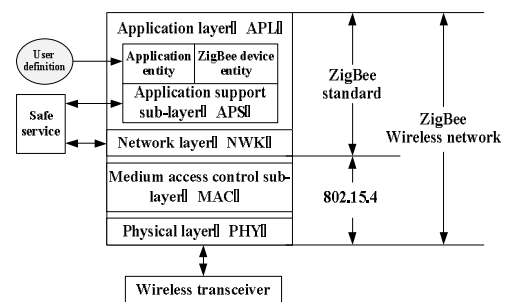 Application layer▯ APL▯
User
definition
Application
entity
ZigBee device
entity
Application support
sub-layer▯ APS▯
Safe
service
Network layer▯ NWK▯
Medium access control sub-
layer▯ MAC▯
Physical layer▯ PHY▯
Wireless transceiver
ZigBee
standard
802.15.4
ZigBee
Wireless network